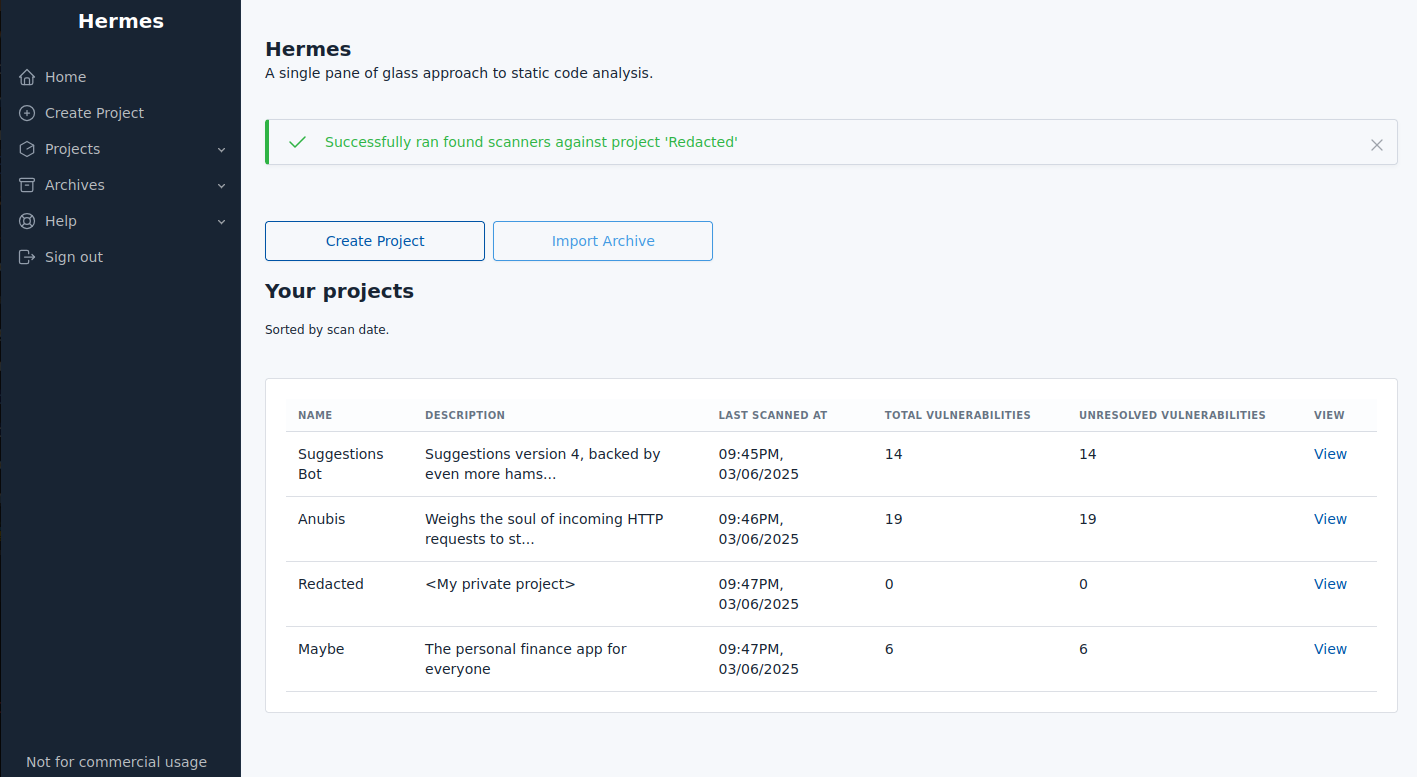 Hermes
Home
Create Project
Projects
Archives
Help
Sign out
Not for commercial usage
Hermes
A single pane of glass approach to static code analysis.
Successfully ran found scanners against project 'Redacted'
Create Project Import Archive
Your projects
Sorted by scan date.
NAME DESCRIPTION LAST SCANNED AT TOTAL VULNERABILITIES UNRESOLVED VULNERABILITIES VIEW
Suggestions Suggestions version 4, backed by 09:45PM, 14 14 View
Bot even more hams... 03/06/2025
Anubis Weighs the soul of incoming HTTP 09:46PM, 19 19 View
requests to st... 03/06/2025
Redacted <My private project> 09:47PM, 0 0 View
03/06/2025
Maybe The personal finance app for 09:47PM, 6 6 View
everyone 03/06/2025